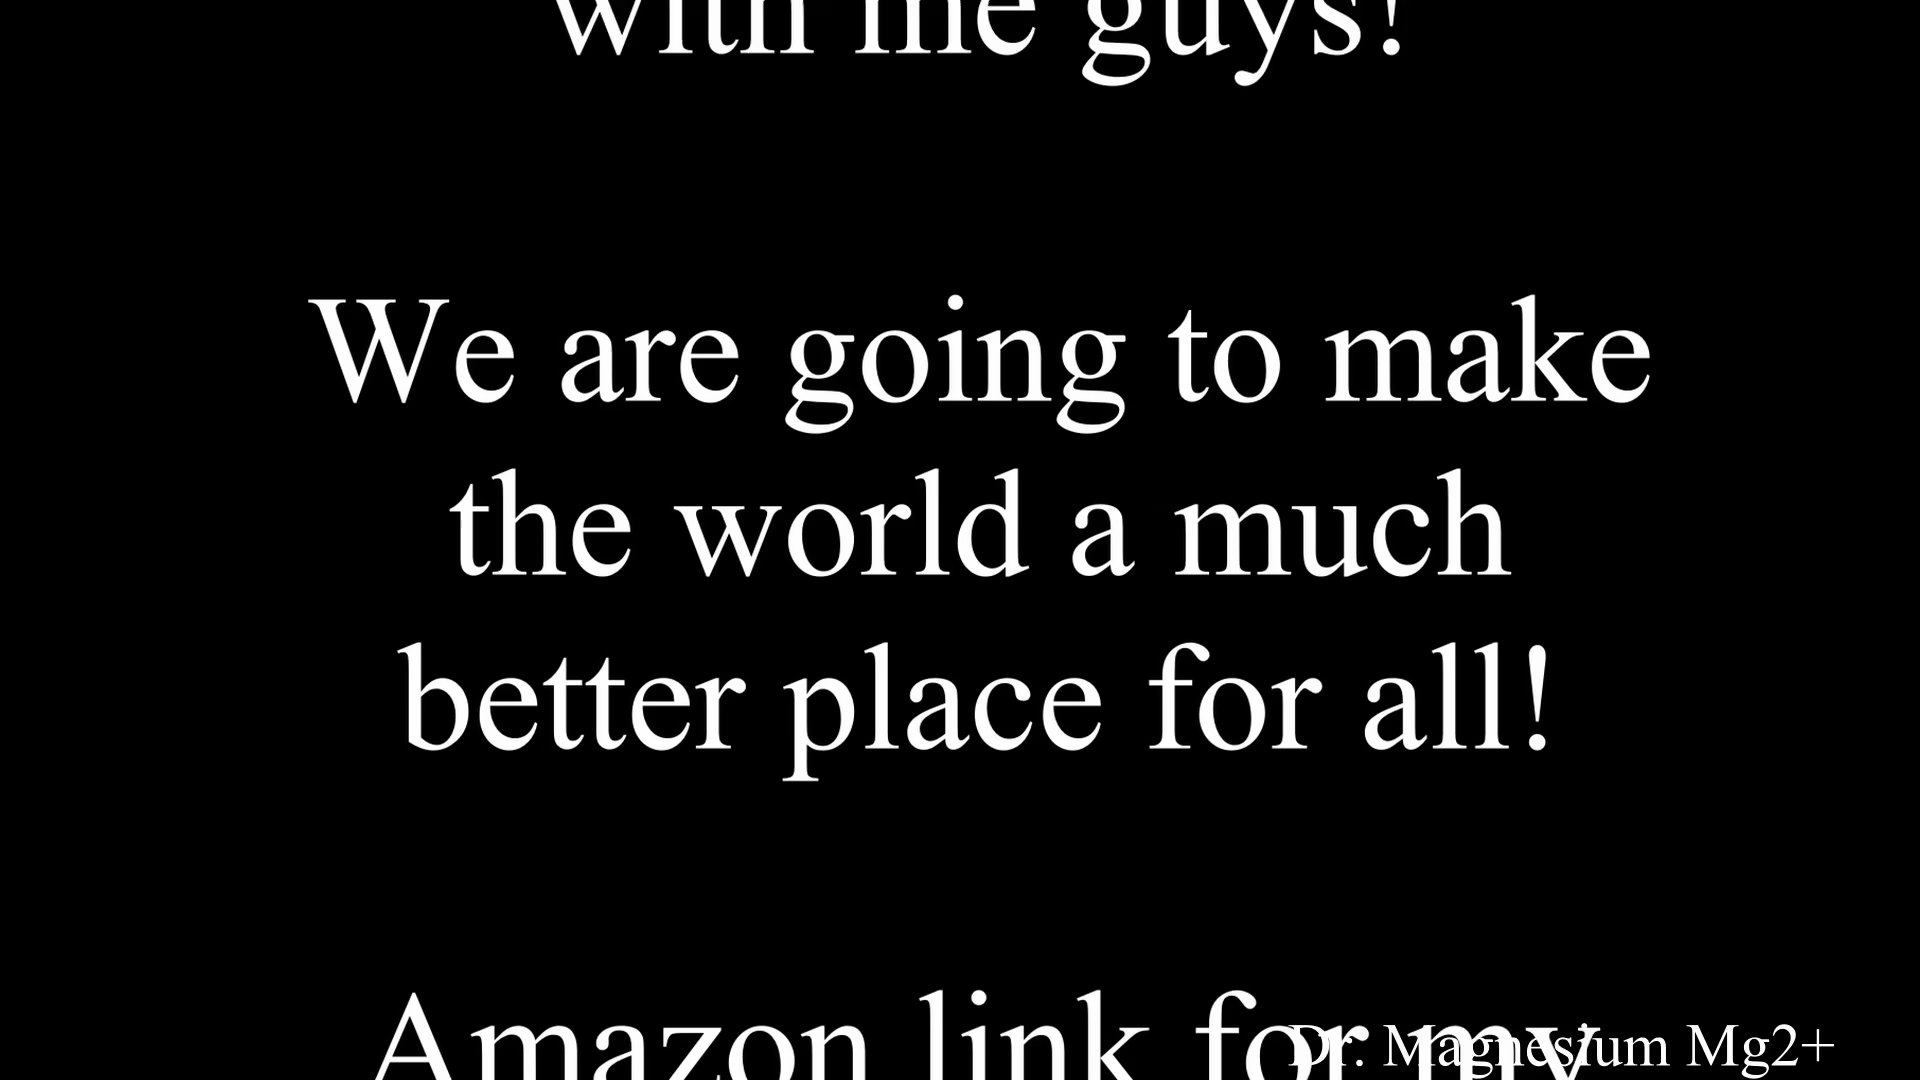 with me guys!
We are going to make
the world a much
better place for all!
Amazon link for my
Dr. Magnesium Mg2+